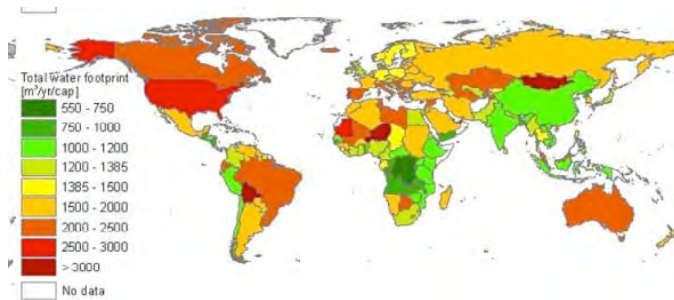 Total water footprint
[m³/yr/cap]
550 - 750
750 - 1000
1000 - 1200
1200 - 1385
1385 - 1500
1500 - 2000
2000 - 2500
2500 - 3000
>3000
No data